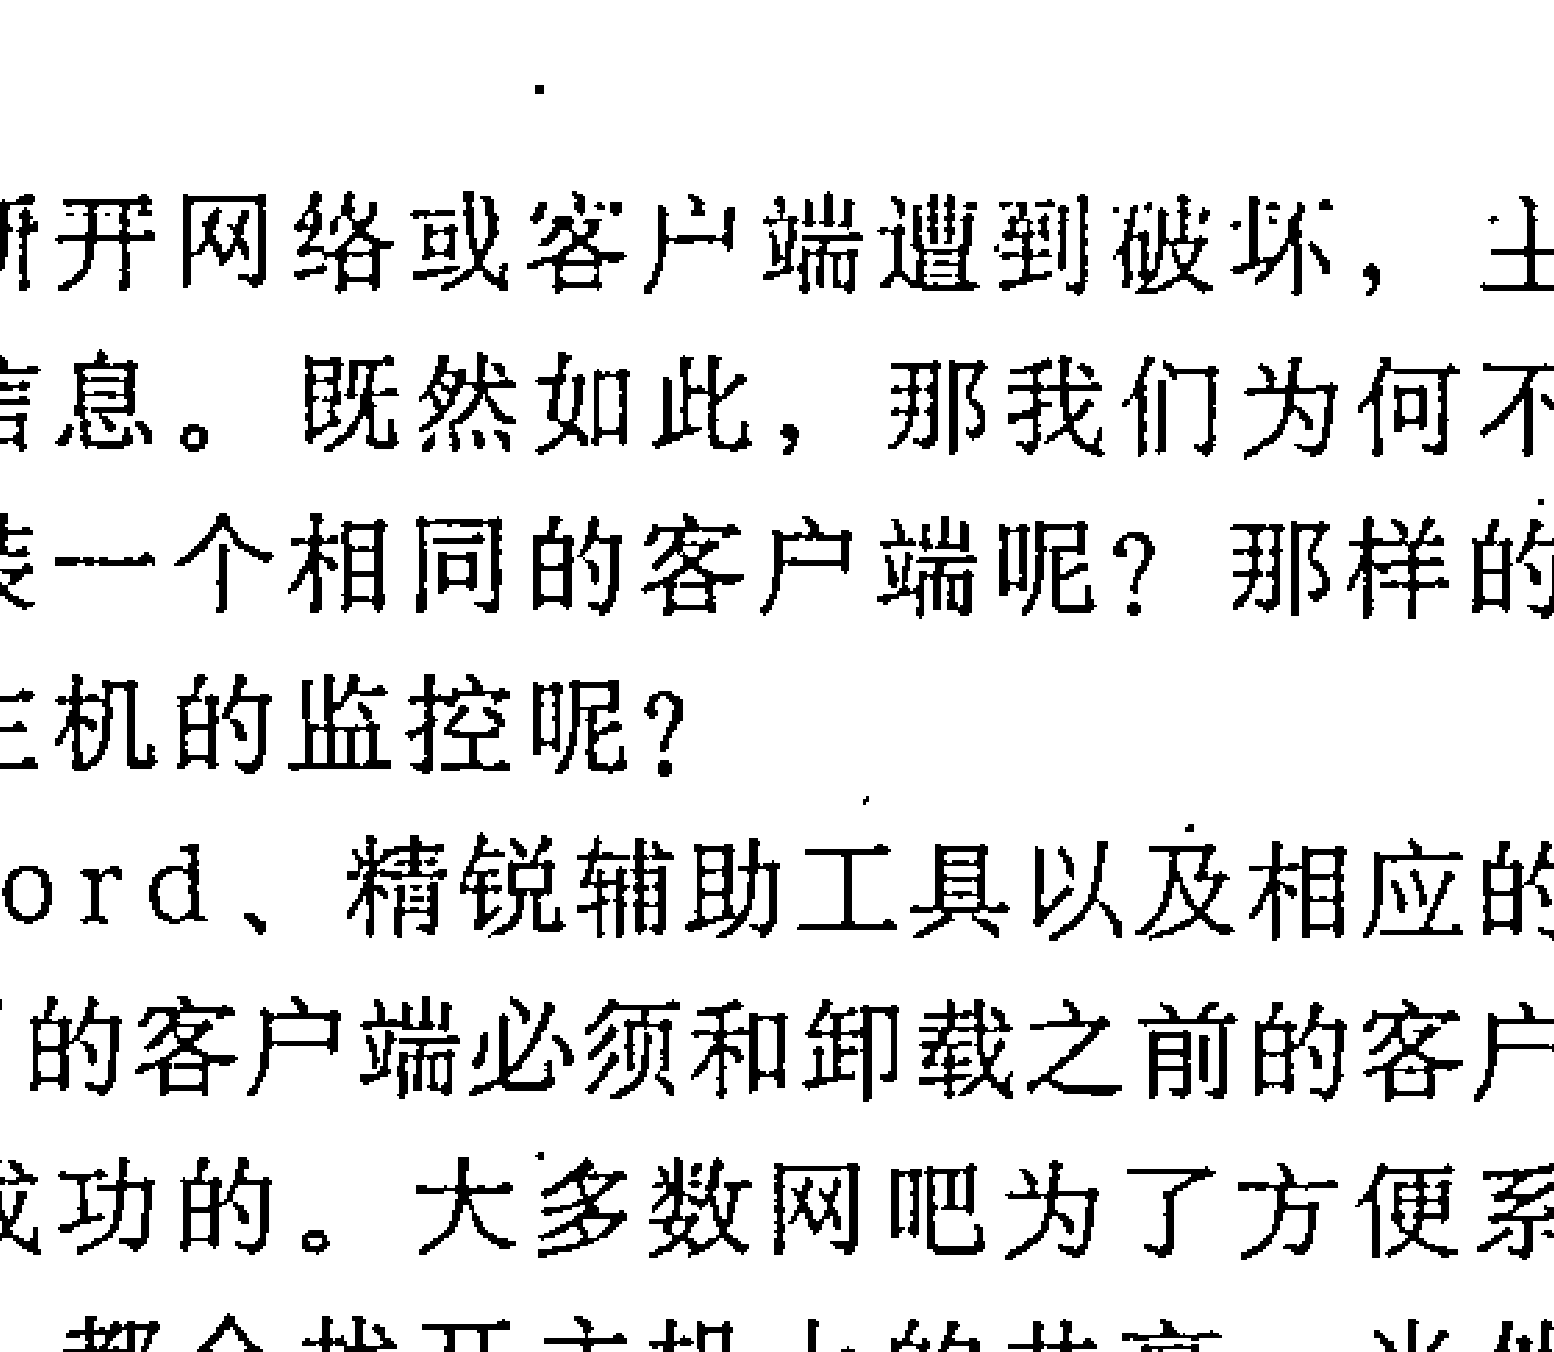 开网络或客户端遭到破坏，
息。既然如此，那我们为何不
装一个相同的客户端呢？那样的
主机的监控呢？
ord、精锐辅助工具以及相应的
的客户端必须和卸载之前的客户
成功的。大多数网吧为了方便系